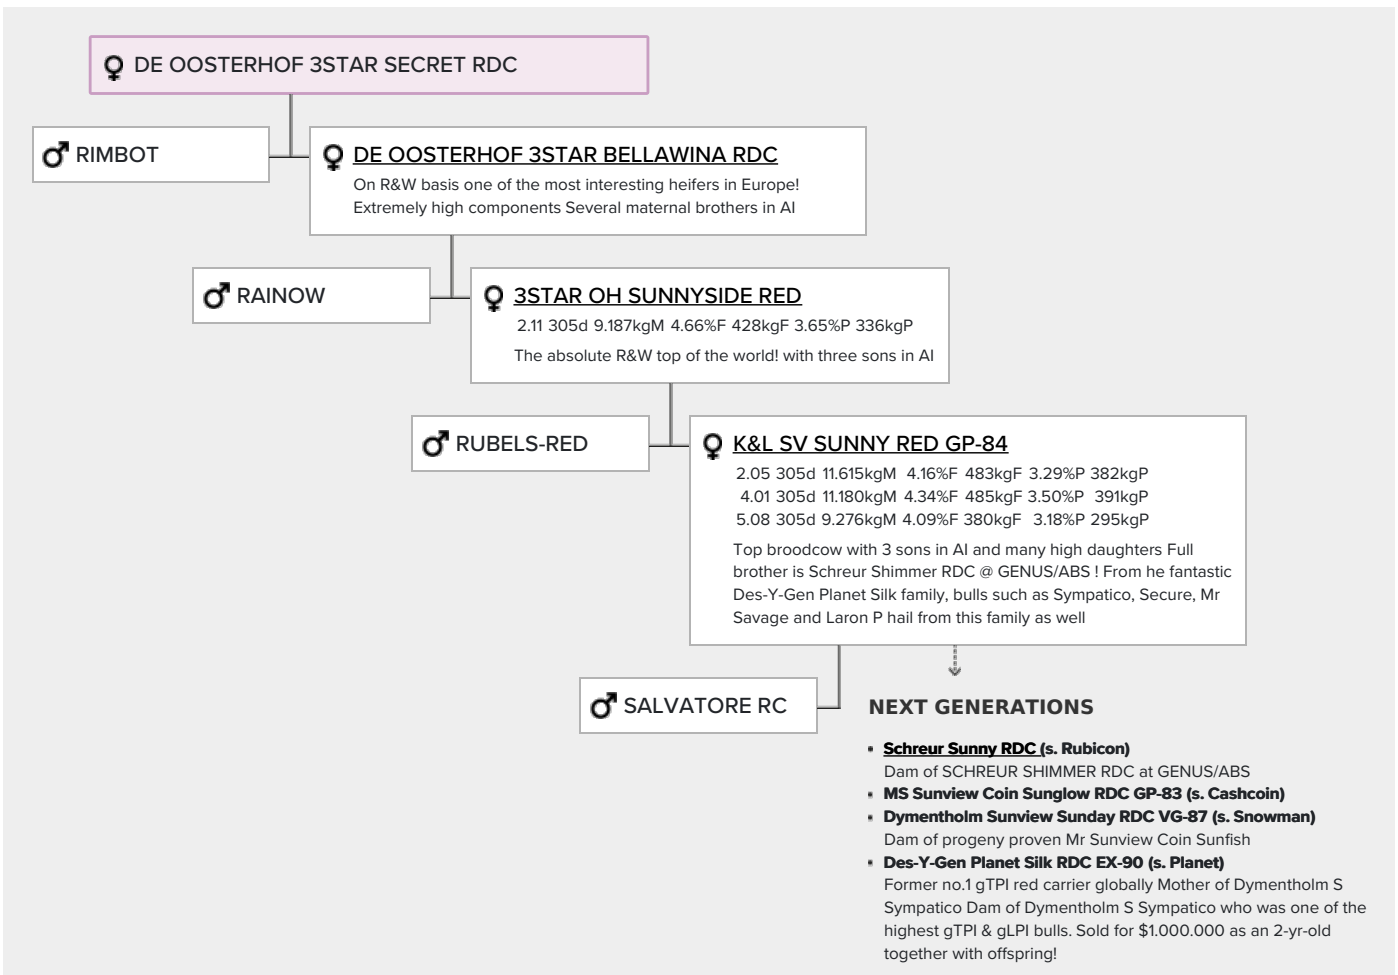 DE OOSTERHOF 3STAR SECRET RDC
RIMBOT
DE OOSTERHOF 3STAR BELLAWINA RDC
On R&W basis one of the most interesting heifers in Europe!
Extremely high components Several maternal brothers in AI
RAINOW
3STAR OH SUNNYSIDE RED
2.11 305d 9.187kgM 4.66%F 428kgF 3.65%P 336kgP
The absolute R&W top of the world! with three sons in AI
RUBELS-RED
K&L SV SUNNY RED GP-84
2.05 305d 11.615kgM 4.16%F 483kgF 3.29%P 382kgP
4.01 305d 11.180kgM 4.34%F 485kgF 3.50%P 391kgP
5.08 305d 9.276kgM 4.09%F 380kgF 3.18%P 295kgP
Top broodcow with 3 sons in AI and many high daughters Full
brother is Schreur Shimmer RDC @ GENUS/ABS ! From he fantastic
Des-Y-Gen Planet Silk family, bulls such as Sympatico, Secure, Mr
Savage and Laron P hail from this family as well
SALVATORE RC
NEXT GENERATIONS
Schreur Sunny RDC (s. Rubicon)
Dam of SCHREUR SHIMMER RDC at GENUS/ABS
MS Sunview Coin Sunglow RDC GP-83 (s. Cashcoin)
Dymentholm Sunview Sunday RDC VG-87 (s. Snowman)
Dam of progeny proven Mr Sunview Coin Sunfish
Des-Y-Gen Planet Silk RDC EX-90 (s. Planet)
Former no.1 gTPI red carrier globally Mother of Dymentholm S
Sympatico Dam of Dymentholm S Sympatico who was one of the
highest gTPI & gLPI bulls. Sold for $1.000.000 as an 2-yr-old
together with offspring!